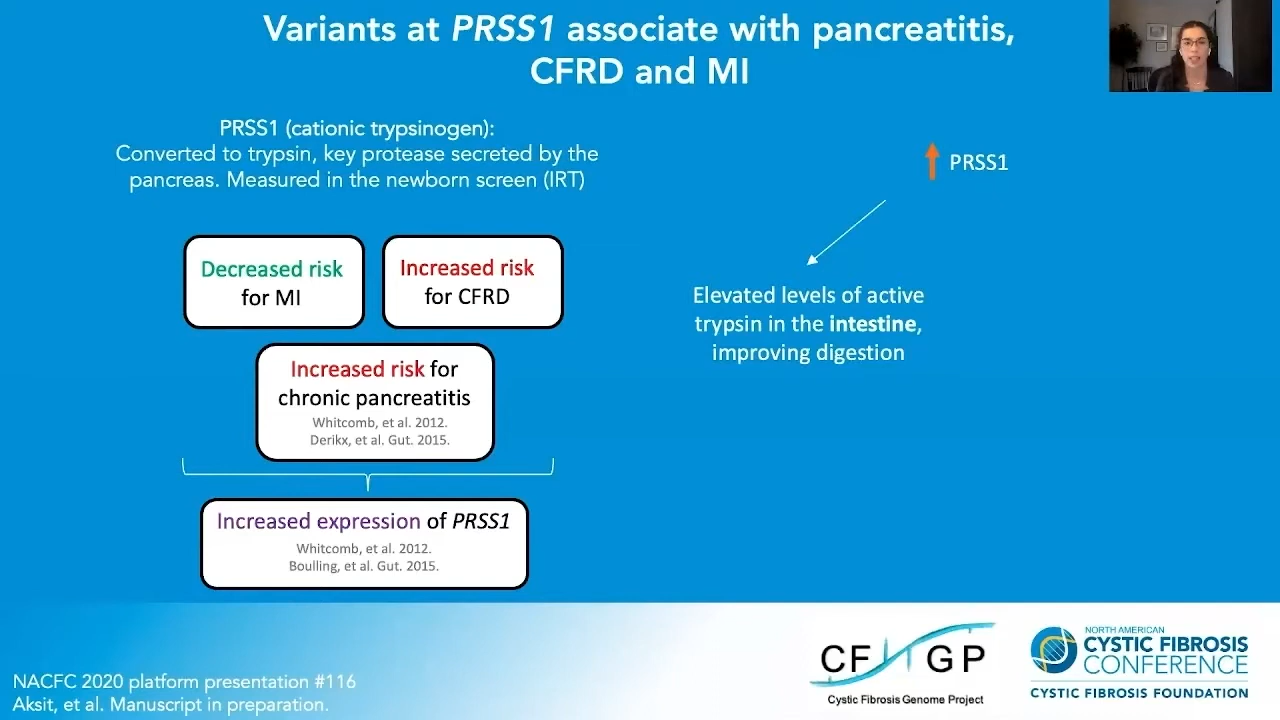 Variants at PRSS1 associate with pancreatitis,
CFRD and MI
PRSS1 (cationic trypsinogen):
Converted to trypsin, key protease secreted by the
pancreas. Measured in the newborn screen (IRT)
Decreased risk
for MI
Increased risk
for CFRD
Increased risk for
chronic pancreatitis
Whitcomb, et al. 2012.
Derikx, et al. Gut. 2015.
Increased expression of PRSS1
Whitcomb, et al. 2012.
Boulling, et al. Gut. 2015.
PRSS1
Elevated levels of active
trypsin in the intestine,
improving digestion
NACFC 2020 platform presentation #116
Aksit, et al. Manuscript in preparation.
CF GP
Cystic Fibrosis Genome Project
NORTH AMERICAN
CYSTIC FIBROSIS
CONFERENCE
CYSTIC FIBROSIS FOUNDATION